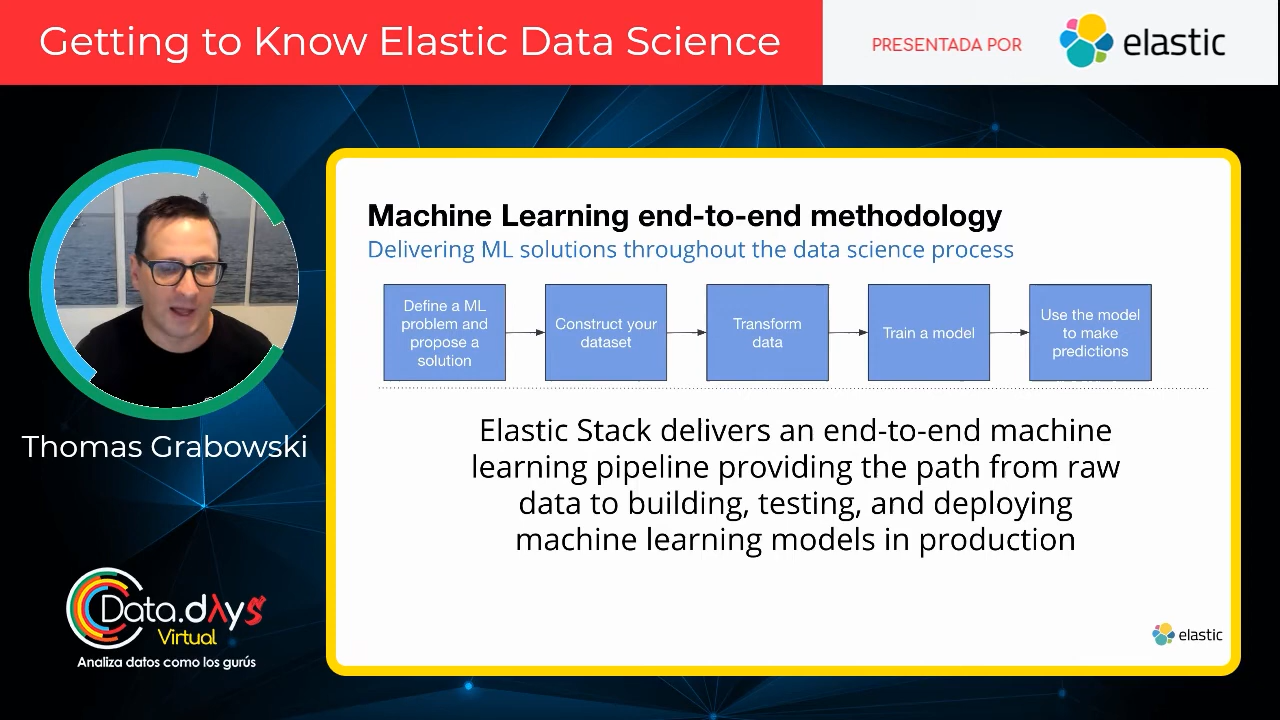 Getting to Know Elastic Data Science
PRESENTADA POR
elastic
Machine Learning end-to-end methodology
Delivering ML solutions throughout the data science process
Define a ML
problem and
propose a
solution
Construct your
dataset
Transform
data
Train a model
Use the model
to make
predictions
Elastic Stack delivers an end-to-end machine
learning pipeline providing the path from raw
data to building, testing, and deploying
machine learning models in production
elastic
Thomas Grabowski
Data.dλys
Virtual
Analiza datos como los gurús